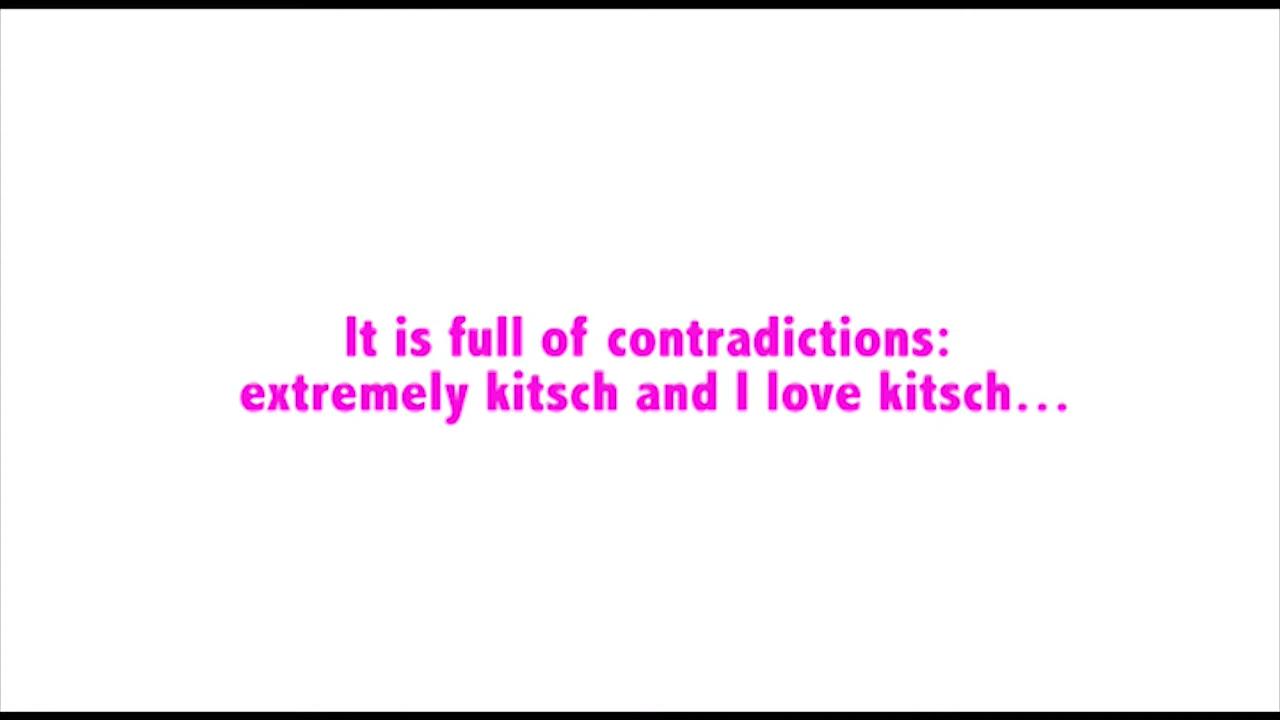 It is full of contradictions:
extremely kitsch and I love kitsch...